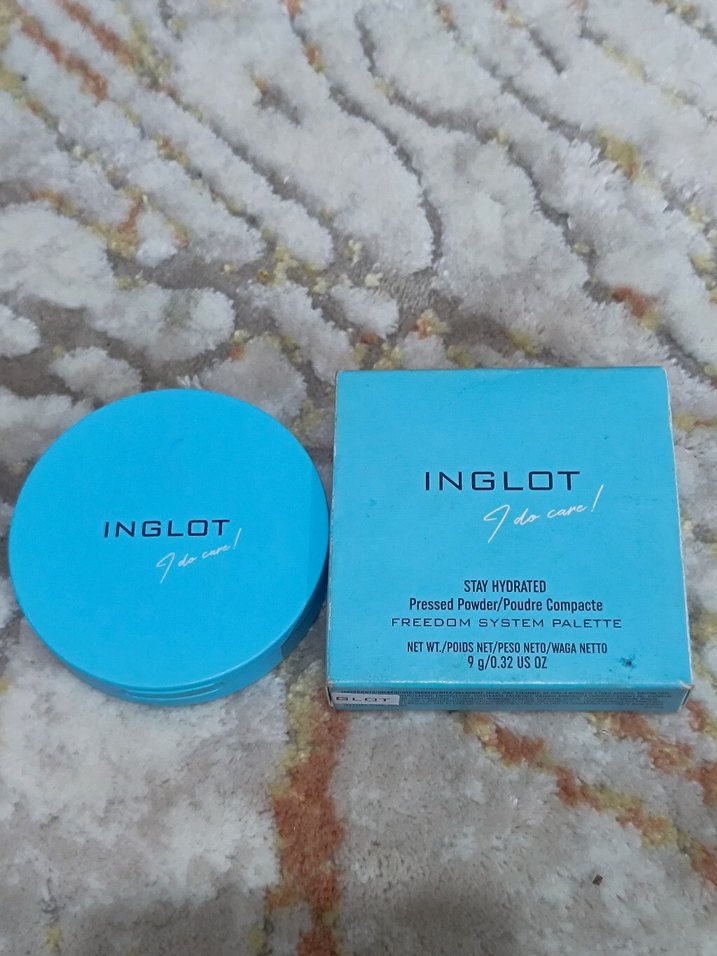 INGLOT
I do care!
INGLOT
I do care!
STAY HYDRATED
Pressed Powder/Poudre Compacte
FREEDOM SYSTEM PALETTE
NET WT./POIDS NET/PESO NETO/WAGA NETTO
9 g/0.32 US OZ
GLOT